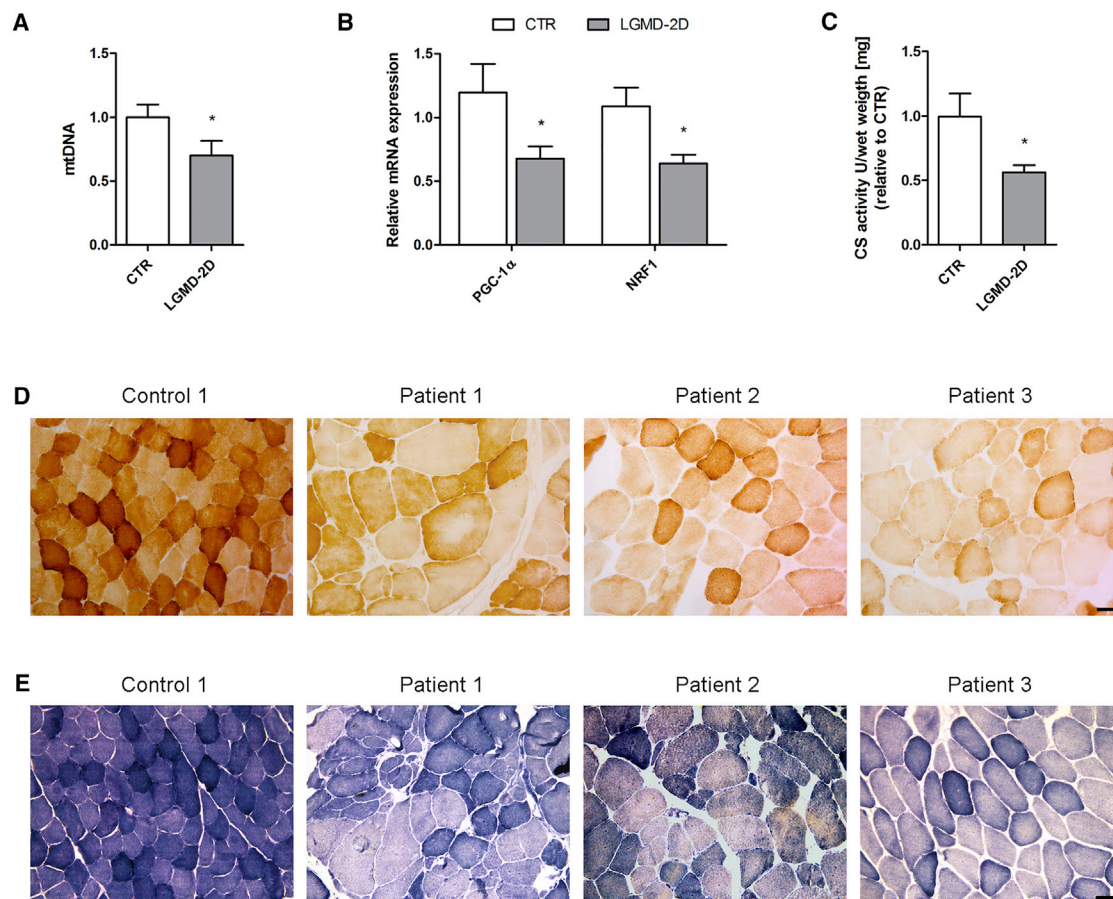 A
mtDNA
1.5
1.0
0.5
0.0
CTR
LGMD-2D
*
B
CTR
LGMD-2D
Relative mRNA expression
1.5
1.0
0.5
0.0
PGC-1α
NRF1
*
*
C
CS activity U/wet weigth [mg]
(relative to CTR)
1.5
1.0
0.5
0.0
CTR
LGMD-2D
*
D
Control 1
Patient 1
Patient 2
Patient 3
E
Control 1
Patient 1
Patient 2
Patient 3